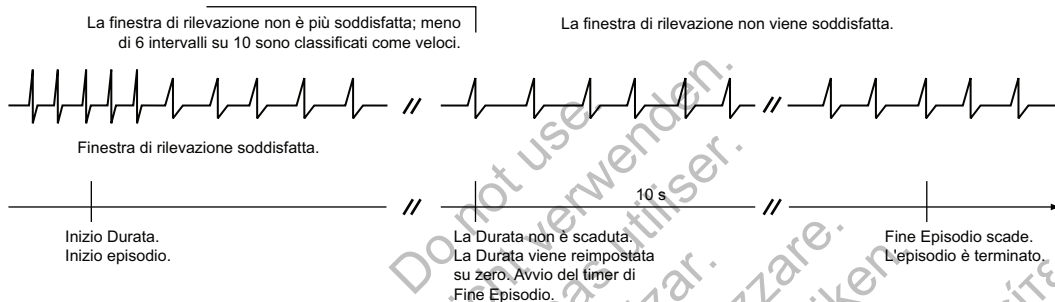 La finestra di rilevazione non è più soddisfatta; meno
di 6 intervalli su 10 sono classificati come veloci.
La finestra di rilevazione non viene soddisfatta.
Finestra di rilevazione soddisfatta.
10 s
Inizio Durata.
Inizio episodio.
La Durata non è scaduta.
La Durata viene reimpostata
su zero. Avvio del timer di
Fine Episodio.
Fine Episodio scade.
L'episodio è terminato.
Do not use.
verwenden.
utiliser.